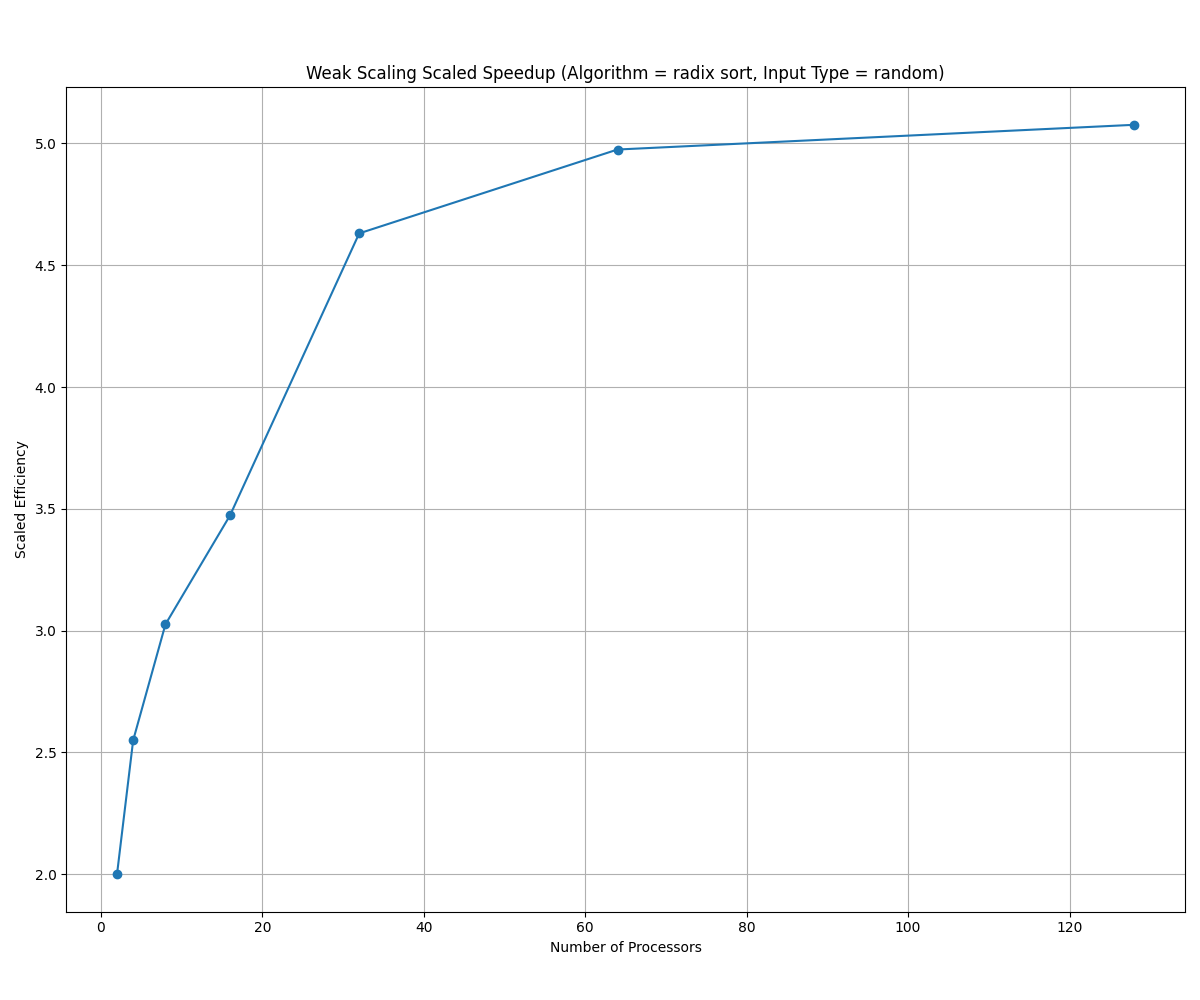 Weak Scaling Scaled Speedup (Algorithm = radix sort, Input Type = random)
Scaled Efficiency
5.0
4.5
4.0
3.5
3.0
2.5
2.0
0 20 40 60 80 100 120
Number of Processors